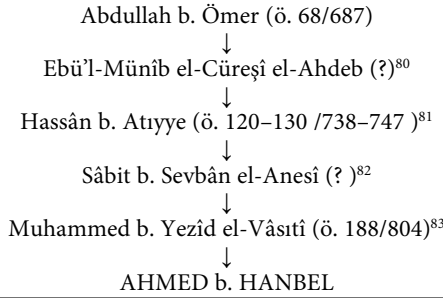 Abdullah b. Ömer (ö. 68/687)
↓
Ebü’l-Münîb el-Cüreşî el-Ahdeb (?)⁸⁰
↓
Hassân b. Atıyye (ö. 120–130 /738–747 )⁸¹
↓
Sâbit b. Sevbân el-Anesî (? )⁸²
↓
Muhammed b. Yezîd el-Vâsıtî (ö. 188/804)⁸³
↓
AHMED b. HANBEL